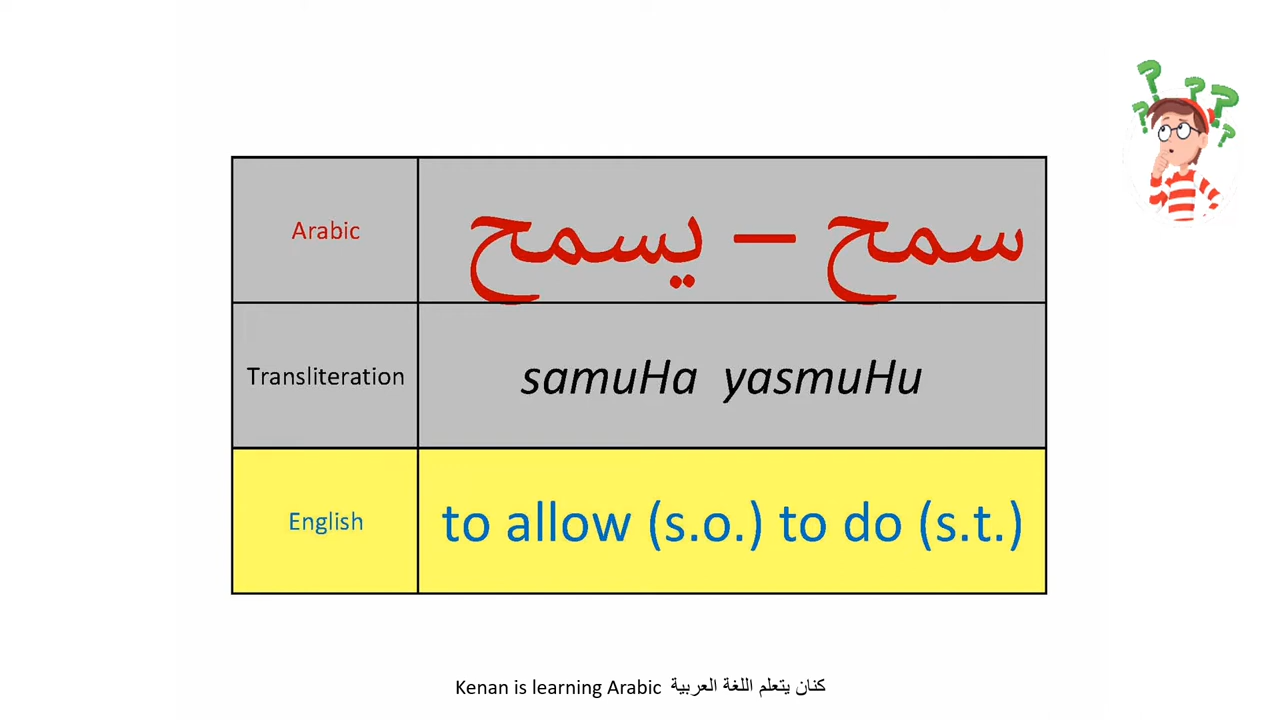 Arabic سمح – يسمح
Transliteration samuHa yasmuHu
English to allow (s.o.) to do (s.t.)
Kenan is learning Arabic كنان يتعلم اللغة العربية